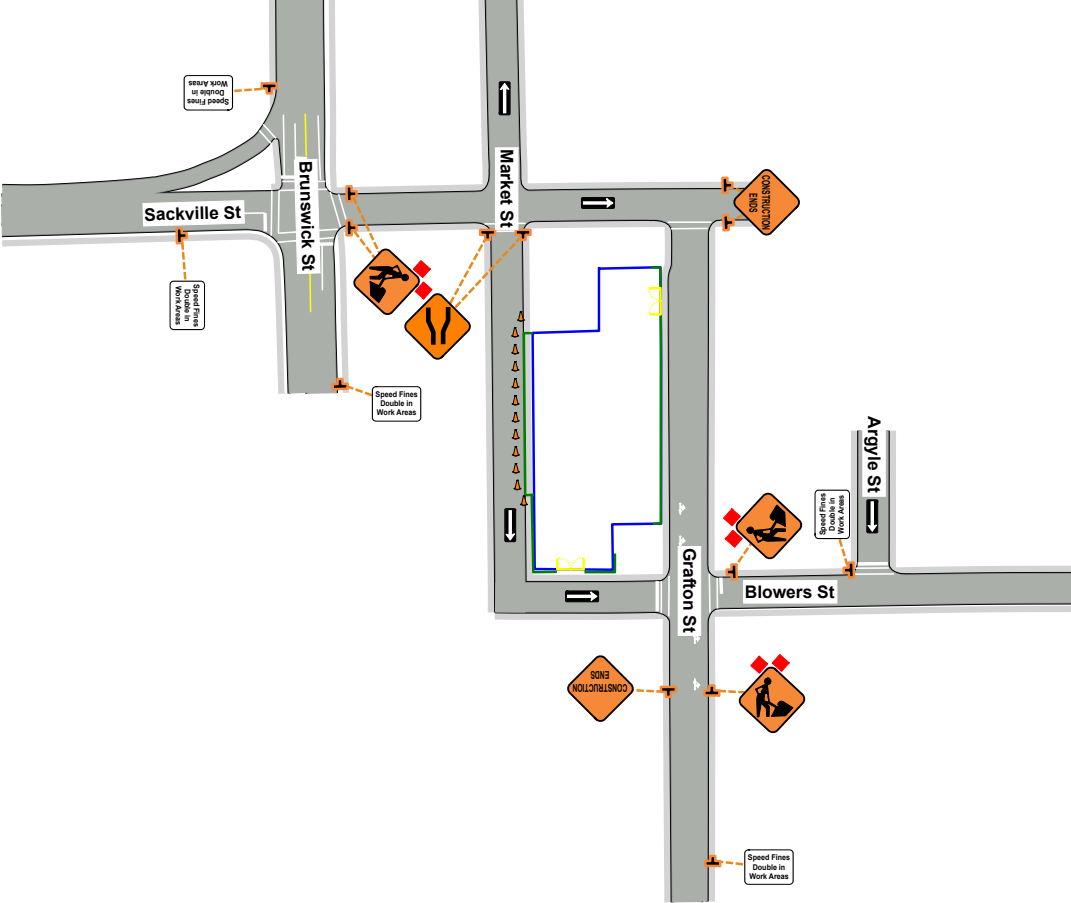 Speed Fines
Double in
Work Areas
Market St
Brunswick St
CONSTRUCTION
ENDS
Sackville St
Speed Fines
Double in
Work Areas
Speed Fines
Double in
Work Areas
Argyle St
Speed Fines
Double in
Work Areas
Grafton St
Blowers St
CONSTRUCTION
ENDS
Speed Fines
Double in
Work Areas